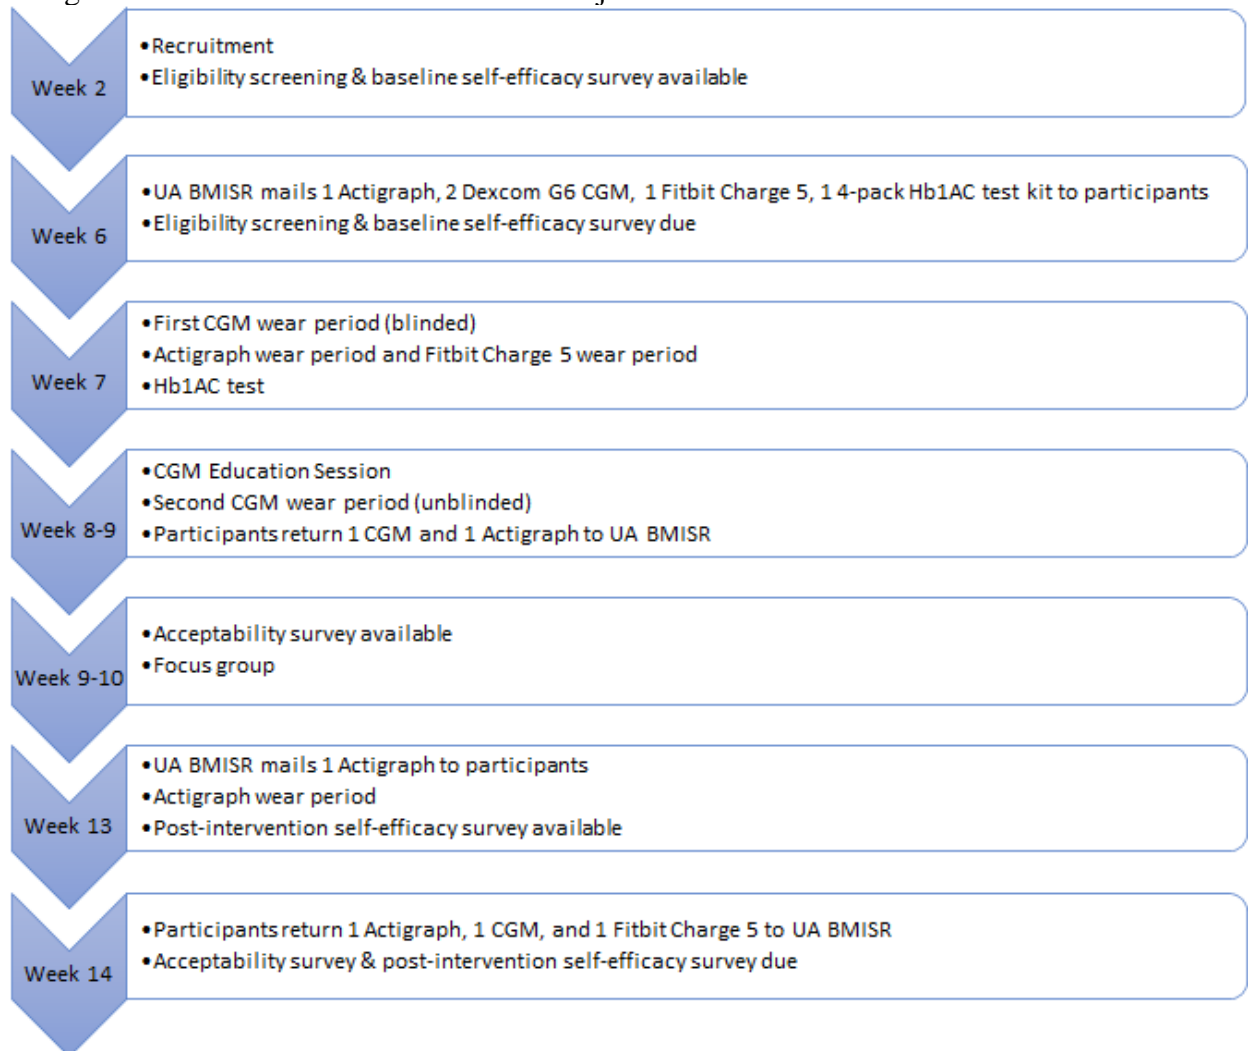 Week 2
•Recruitment
•Eligibility screening & baseline self-efficacy survey available
Week 6
•UA BMISR mails 1 Actigraph, 2 Dexcom G6 CGM, 1 Fitbit Charge 5, 1 4-pack Hb1AC test kit to participants
•Eligibility screening & baseline self-efficacy survey due
Week 7
•First CGM wear period (blinded)
•Actigraph wear period and Fitbit Charge 5 wear period
•Hb1AC test
Week 8-9
•CGM Education Session
•Second CGM wear period (unblinded)
•Participants return 1 CGM and 1 Actigraph to UA BMISR
Week 9-10
•Acceptability survey available
•Focus group
Week 13
•UA BMISR mails 1 Actigraph to participants
•Actigraph wear period
•Post-intervention self-efficacy survey available
Week 14
•Participants return 1 Actigraph, 1 CGM, and 1 Fitbit Charge 5 to UA BMISR
•Acceptability survey & post-intervention self-efficacy survey due